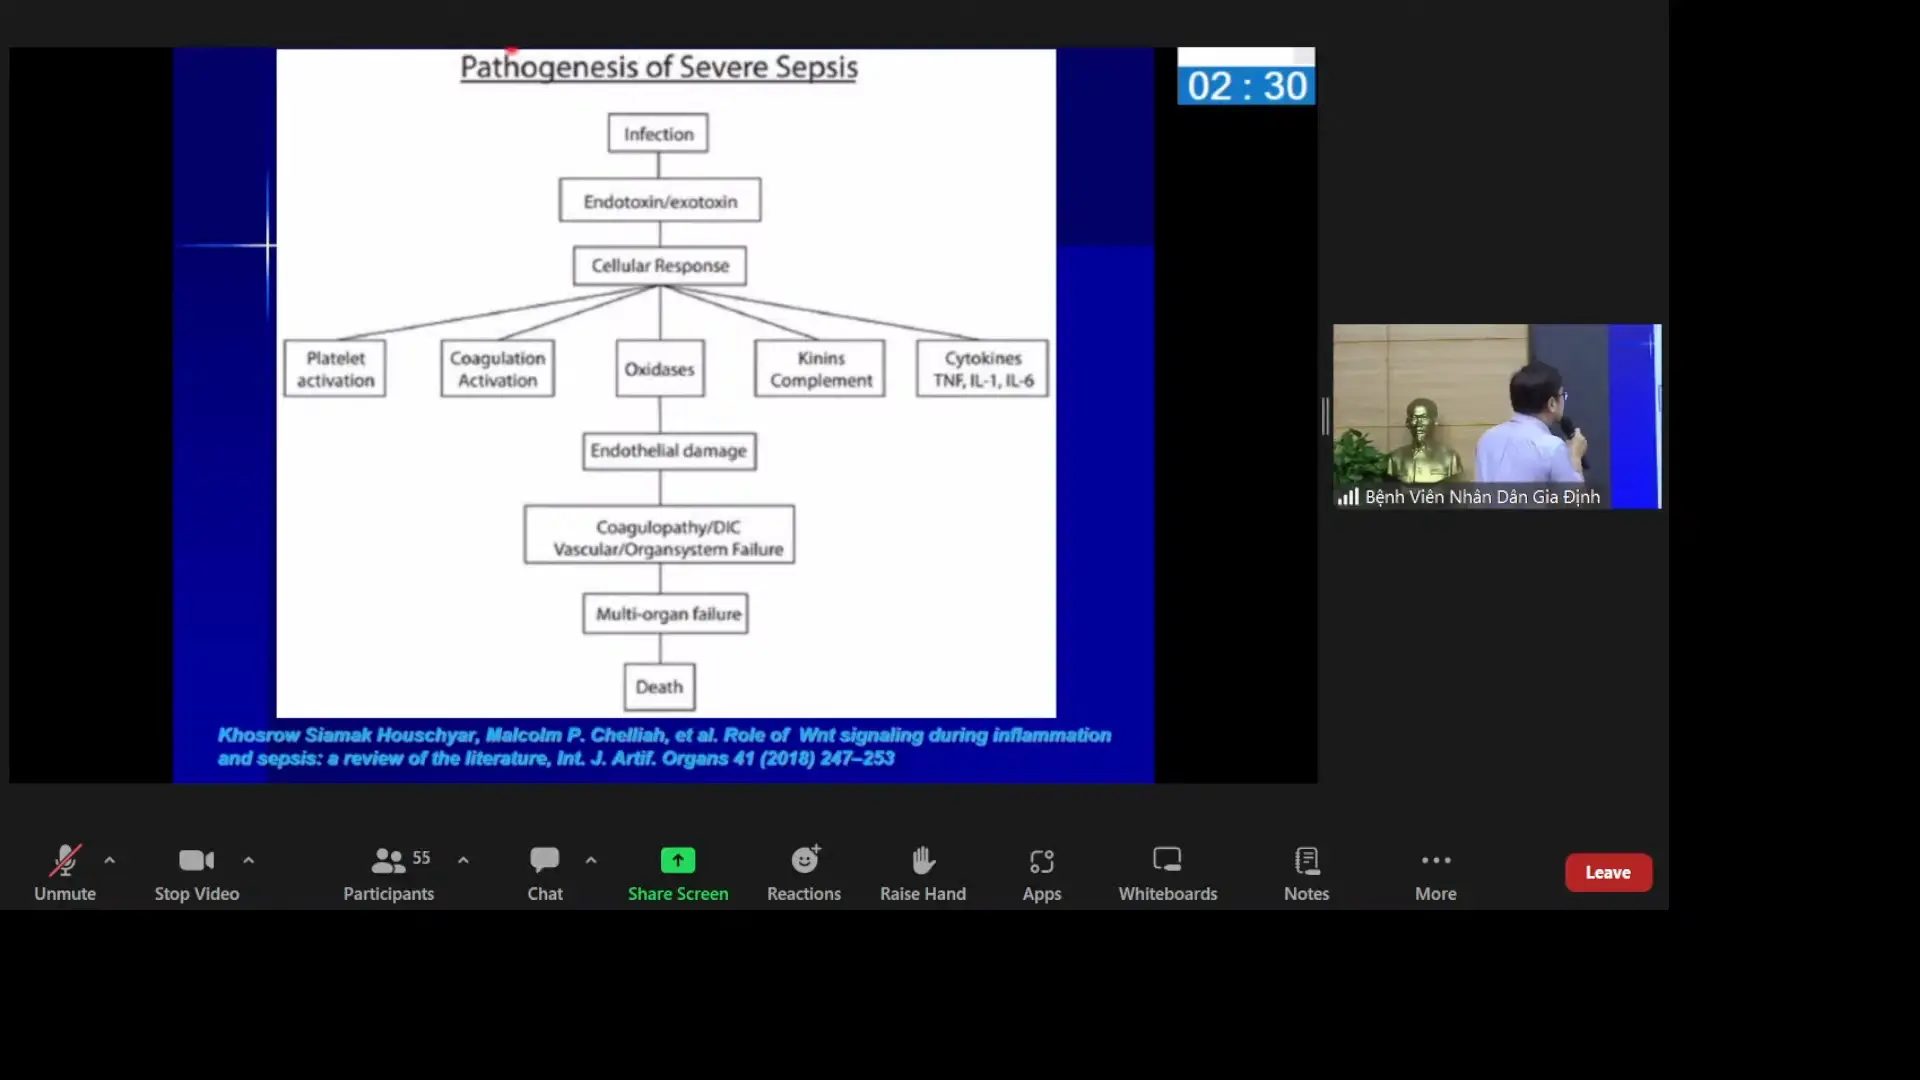 Pathogenesis of Severe Sepsis
02 : 30
Infection
Endotoxin/exotoxin
Cellular Response
Platelet
activation
Coagulation
Activation
Oxidases
Kinins
Complement
Cytokines
TNF, IL-1, IL-6
Endothelial damage
Coagulopathy/DIC
Vascular/Organsystem Failure
Multi-organ failure
Death
Khosrow Siamak Houschyar, Malcolm P. Chelliah, et al. Role of Wnt signaling during inflammation
and sepsis: a review of the literature, Int. J. Artif. Organs 41 (2018) 247–253
Bệnh Viên Nhân Dân Gia Định
Unmute
Stop Video
55
Participants
Chat
Share Screen
Reactions
Raise Hand
Apps
Whiteboards
Notes
More
Leave